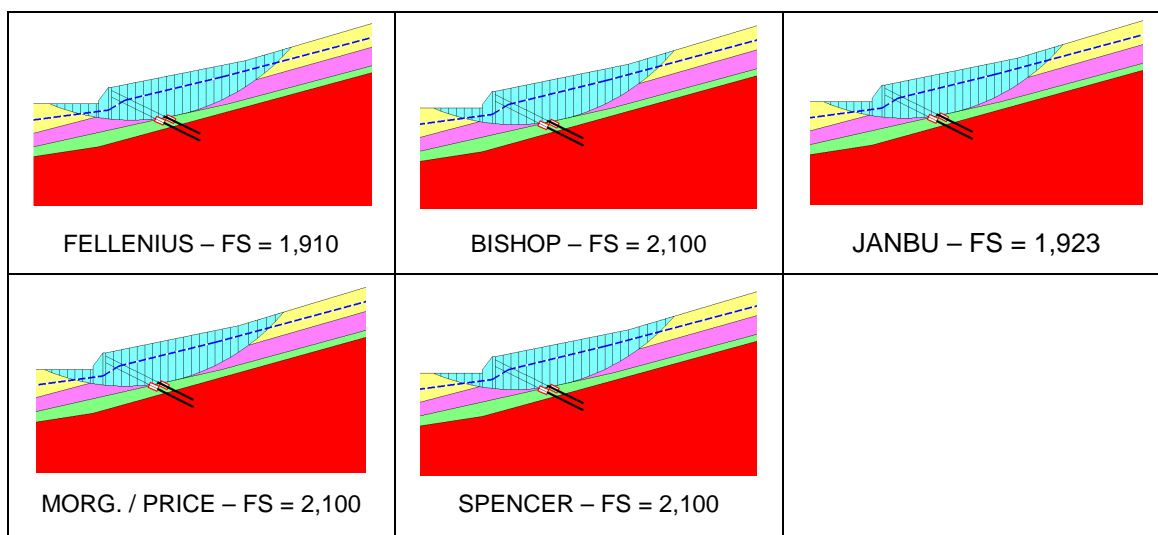 FELLENIUS – FS = 1,910
BISHOP – FS = 2,100
JANBU – FS = 1,923
MORG. / PRICE – FS = 2,100
SPENCER – FS = 2,100